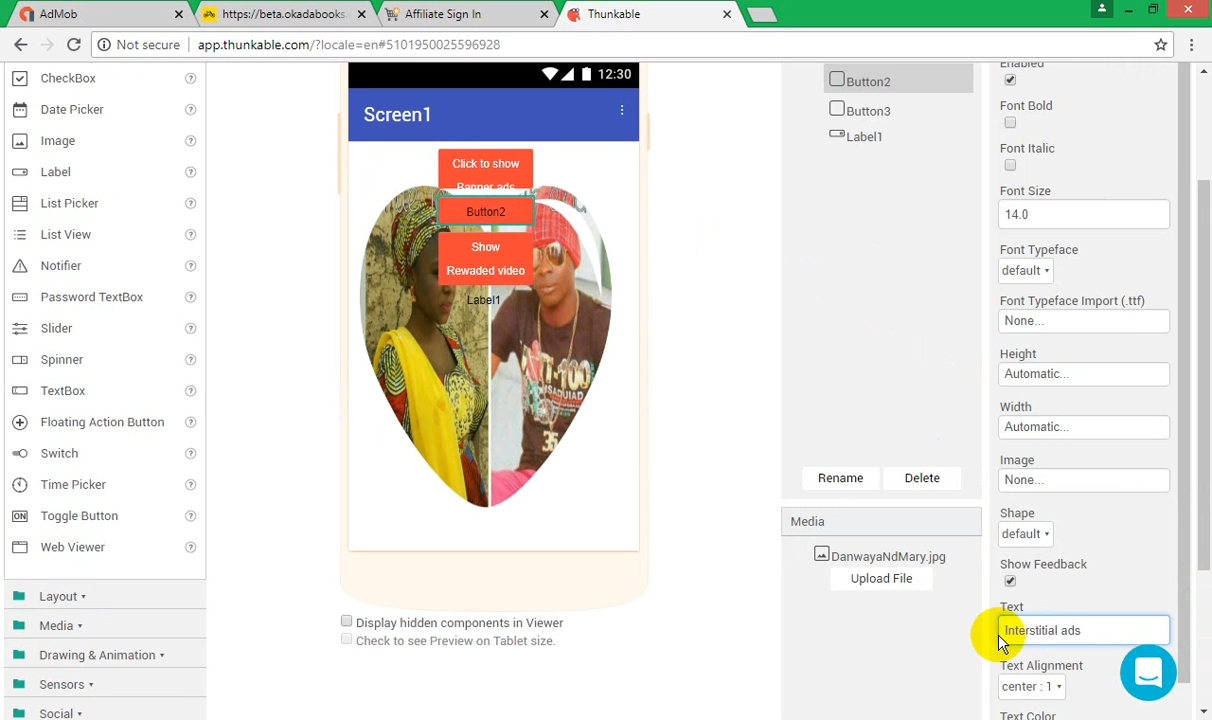 AdMob
https://beta.okadabooks
Affiliate Sign In
Thunkable
Not secure
app.thunkable.com/?locale=en#5101950025596928
CheckBox
Date Picker
Image
Label
List Picker
List View
Notifier
Password TextBox
Slider
Spinner
TextBox
Floating Action Button
Switch
Time Picker
ON
Toggle Button
Web Viewer
Layout
Media
Drawing & Animation
Sensors
Social
12:30
Screen1
Click to show
Banner ads
Button2
Show
Rewaded video
Label1
Display hidden components in Viewer
Check to see Preview on Tablet size.
Button2
Button3
Label1
Rename
Delete
Media
DanwayaNdMary.jpg
Upload File
Enabled
Font Bold
Font Italic
Font Size
14.0
Font Typeface
default
Font Typeface Import (.ttf)
None...
Height
Automatic...
Width
Automatic...
Image
None...
Shape
default
Show Feedback
Text
Interstitial ads
Text Alignment
center : 1
Text Color